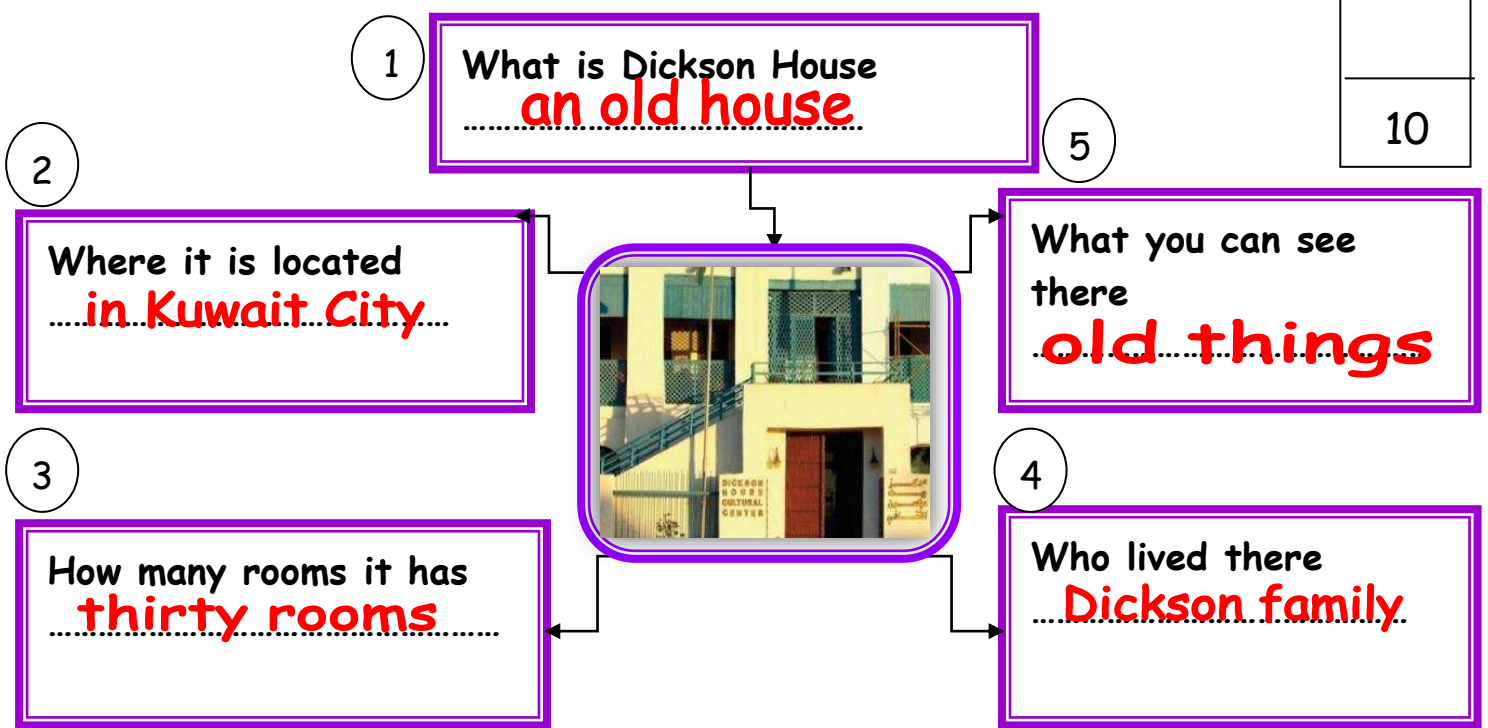 1
What is Dickson House
an old house
10
5
2
Where it is located
in Kuwait City
What you can see
there
old things
DICKSON
HOUSE
CULTURAL
CENTER
3
How many rooms it has
thirty rooms
4
Who lived there
Dickson family